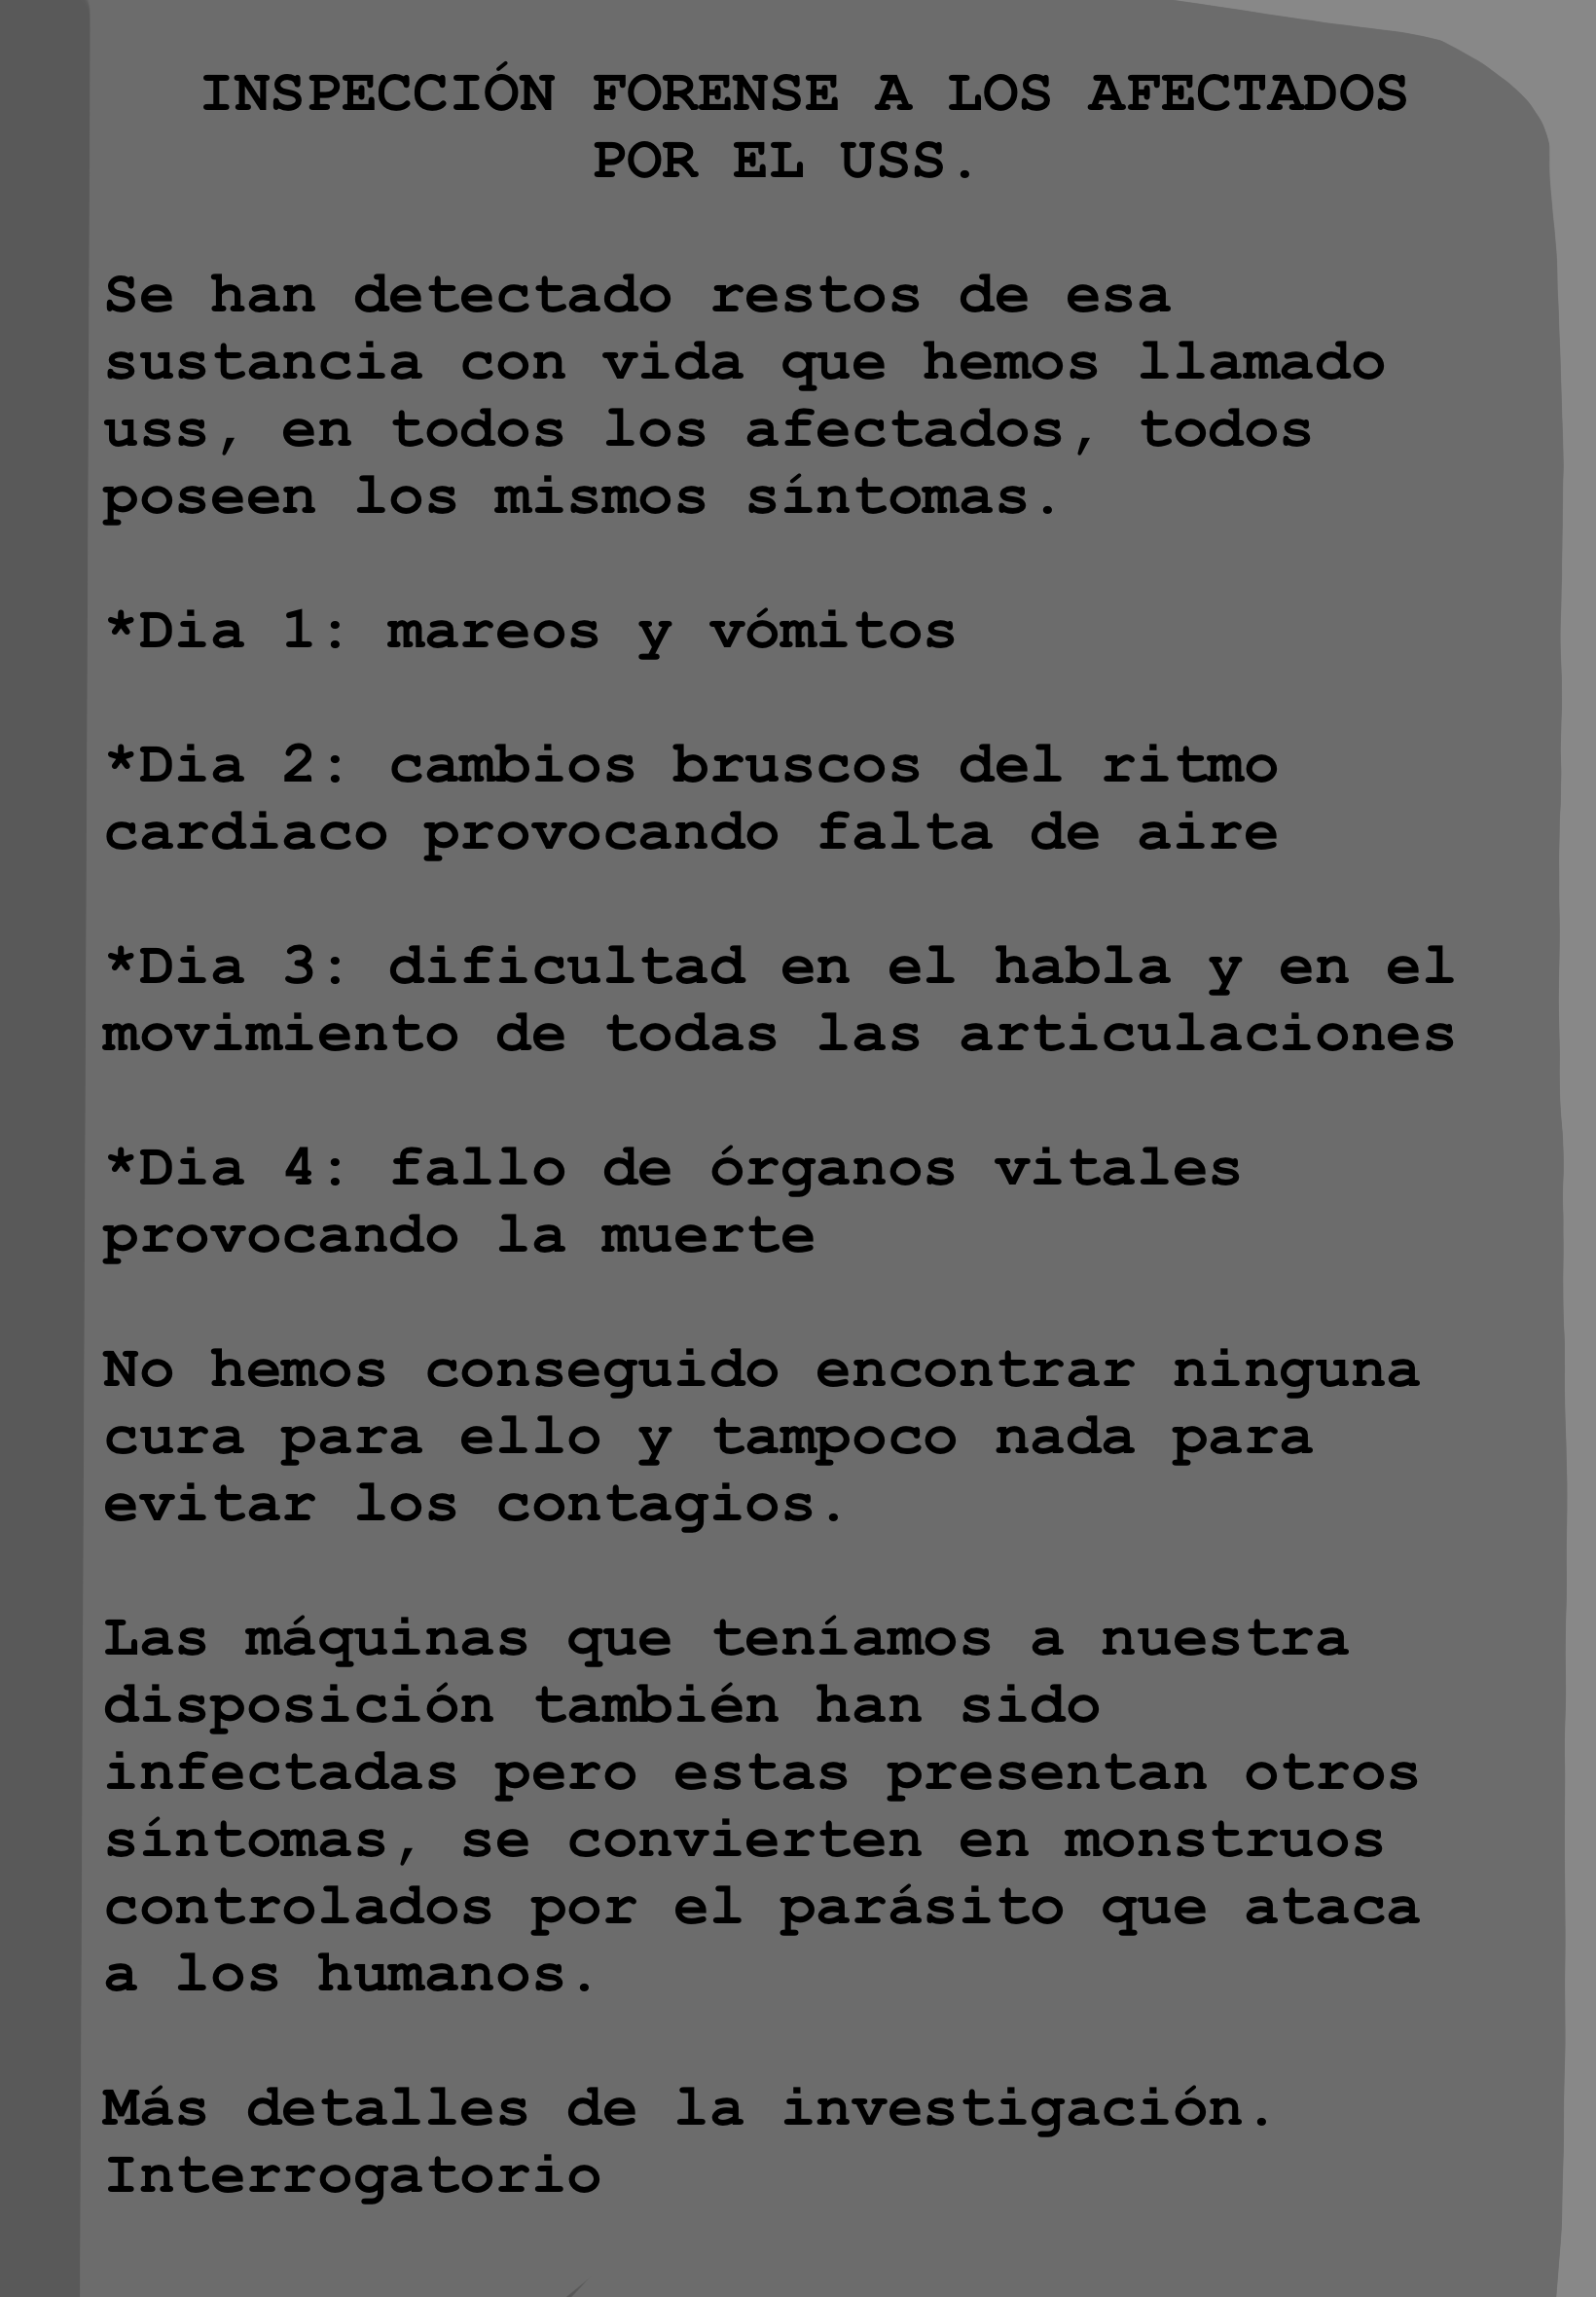 INSPECCIÓN FORENSE A LOS AFECTADOS
POR EL USS.
Se han detectado restos de esa
sustancia con vida que hemos llamado
uss, en todos los afectados, todos
poseen los mismos síntomas.
*Dia 1: mareos y vómitos
*Dia 2: cambios bruscos del ritmo
cardiaco provocando falta de aire
*Dia 3: dificultad en el habla y en el
movimiento de todas las articulaciones
*Dia 4: fallo de órganos vitales
provocando la muerte
No hemos conseguido encontrar ninguna
cura para ello y tampoco nada para
evitar los contagios.
Las máquinas que teníamos a nuestra
disposición también han sido
infectadas pero estas presentan otros
síntomas, se convierten en monstruos
controlados por el parásito que ataca
a los humanos.
Más detalles de la investigación.
Interrogatorio